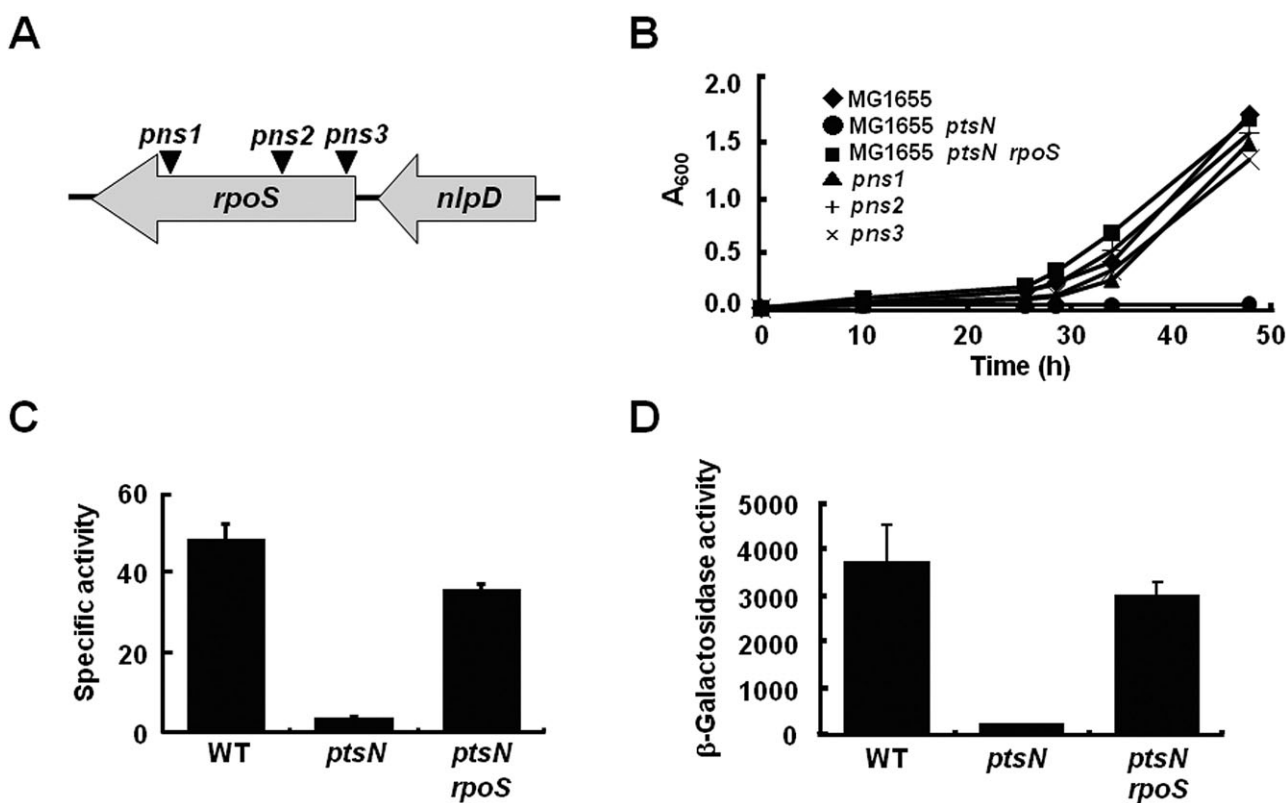 A
pns1 pns2 pns3
rpoS nlpD
B
2.0
1.5
1.0
0.5
0.0
A600
MG1655
MG1655 ptsN
MG1655 ptsN rpoS
pns1
pns2
pns3
0 10 20 30 40 50
Time (h)
C
Specific activity
60
40
20
0
WT ptsN ptsN
rpoS
D
β-Galactosidase activity
5000
4000
3000
2000
1000
0
WT ptsN ptsN
rpoS